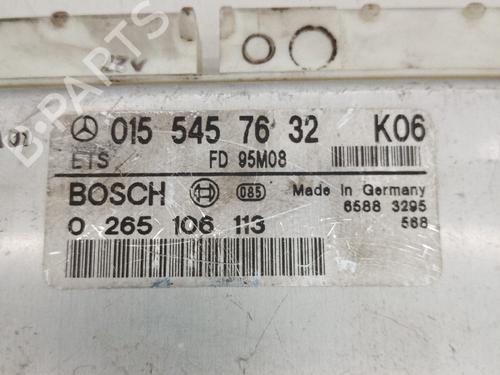 015 545 76 32 K06
ETS FD 95M08
BOSCH 085 Made in Germany
6588 3295
0 265 106 113 568
B-PARTS